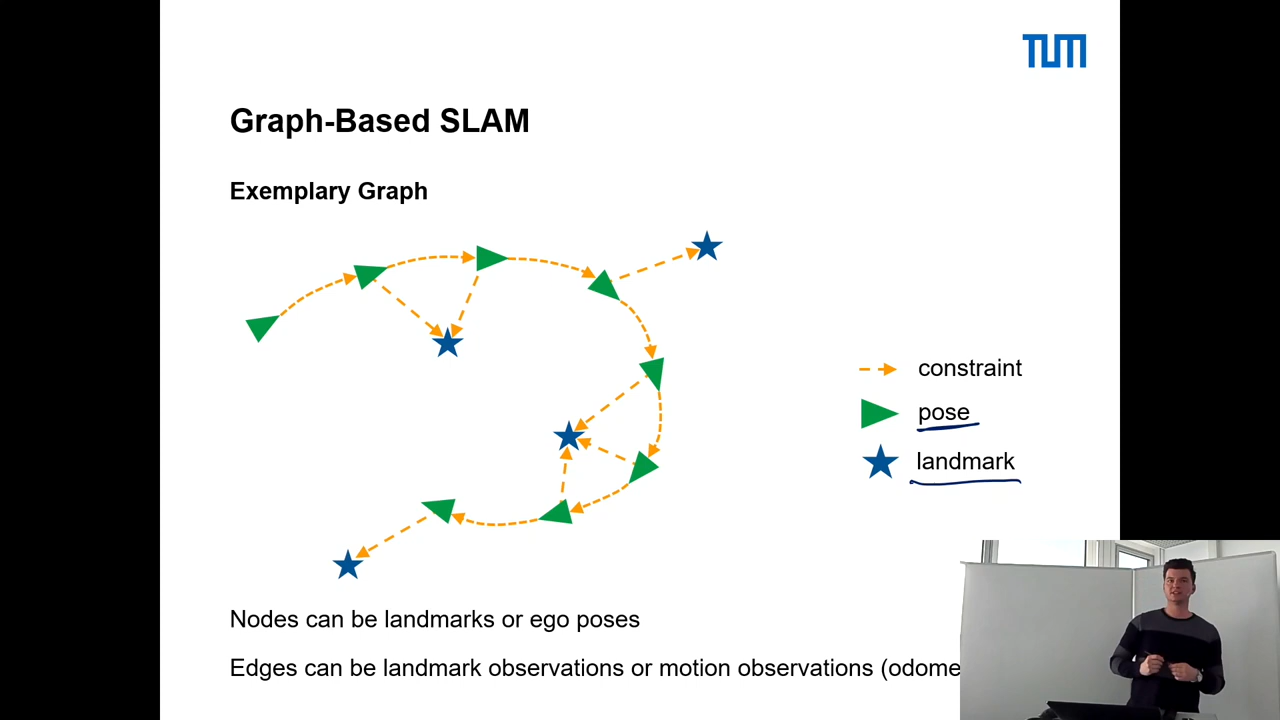 TUM
Graph-Based SLAM
Exemplary Graph
constraint
pose
landmark
Nodes can be landmarks or ego poses
Edges can be landmark observations or motion observations (odome